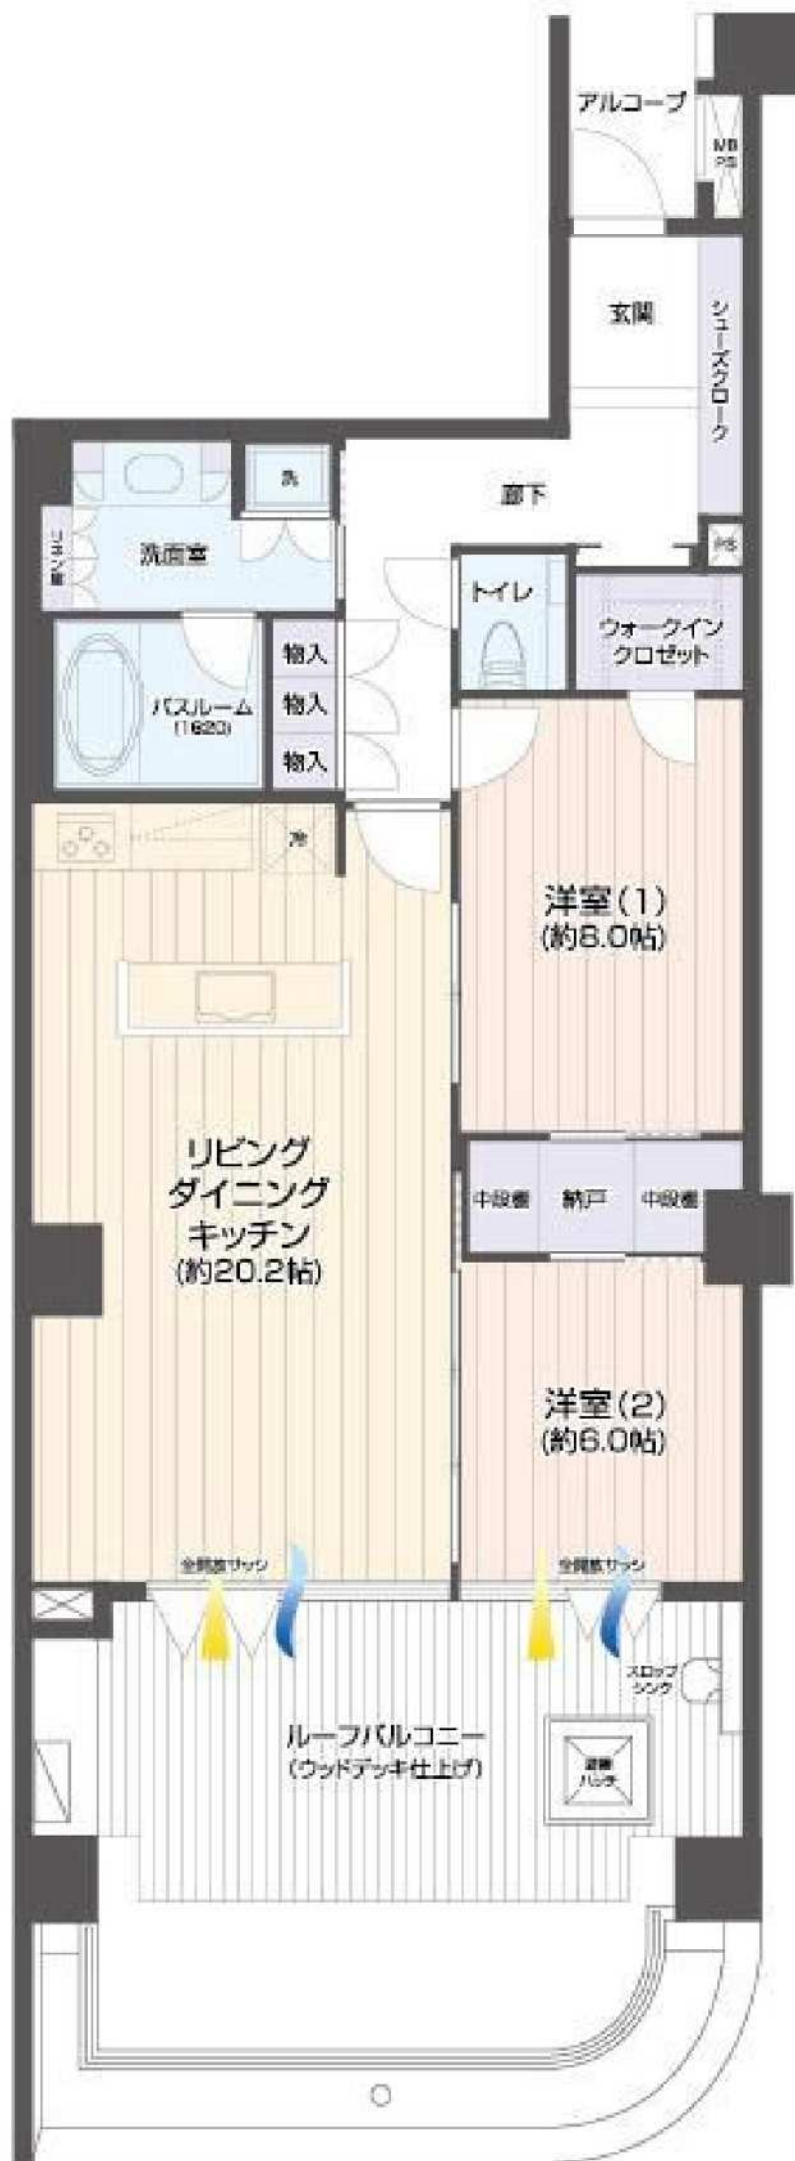 アルコーブ
MB
PS
玄関
シューズクローク
廊下
洗
洗面室
リネン庫
PS
トイレ
ウォークイン
クロゼット
物入
物入
物入
バスルーム
(1620)
冷
洋室(1)
(約8.0帖)
リビング
ダイニング
キッチン
(約20.2帖)
中段棚
納戸
中段棚
洋室(2)
(約6.0帖)
全開放サッシ
全開放サッシ
スロップ
シンク
ルーフバルコニー
(ウッドデッキ仕上げ)
避難
ハッチ